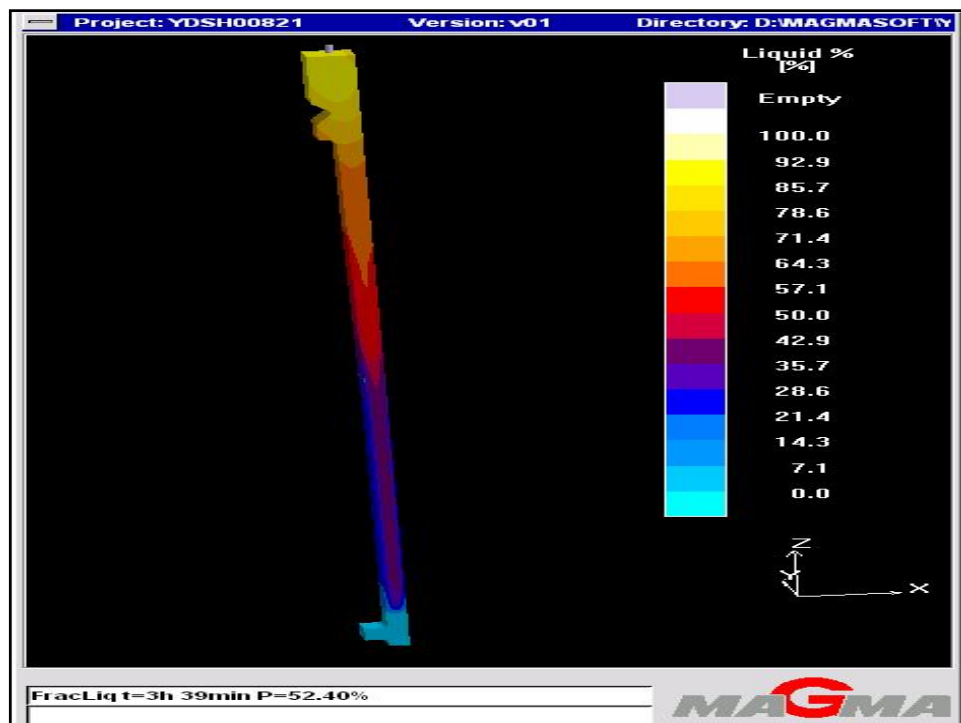 Project: YDSH00821 Version: v01 Directory: D:\MAGMASOFT\Y
Liquid %
[%]
Empty
100.0
92.9
85.7
78.6
71.4
64.3
57.1
50.0
42.9
35.7
28.6
21.4
14.3
7.1
0.0
Z
Y
X
FracLiq t=3h 39min P=52.40%
MAGMA